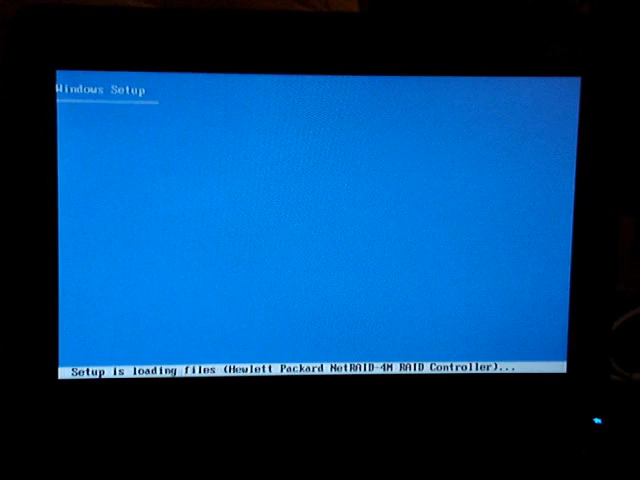 Windows Setup
Setup is loading files (Hewlett Packard NetRAID-4M RAID Controller)...